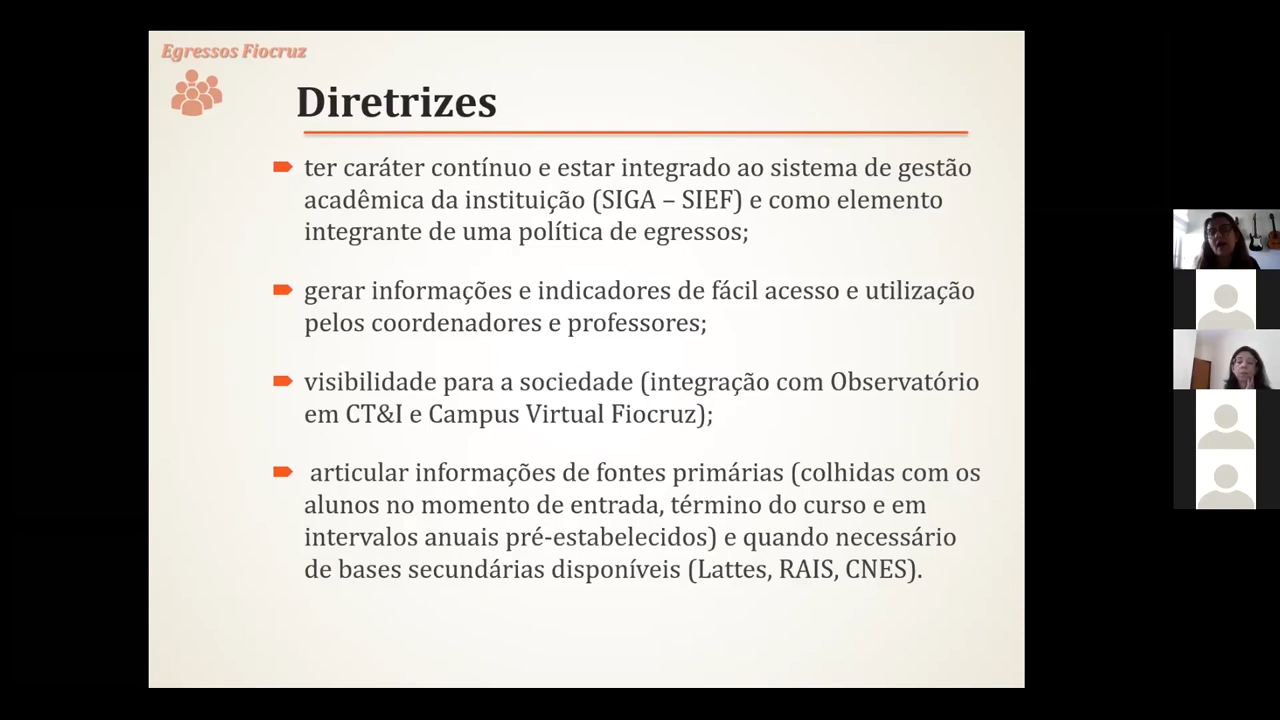 Egressos Fiocruz
Diretrizes
ter caráter contínuo e estar integrado ao sistema de gestão
acadêmica da instituição (SIGA – SIEF) e como elemento
integrante de uma política de egressos;
gerar informações e indicadores de fácil acesso e utilização
pelos coordenadores e professores;
visibilidade para a sociedade (integração com Observatório
em CT&I e Campus Virtual Fiocruz);
articular informações de fontes primárias (colhidas com os
alunos no momento de entrada, término do curso e em
intervalos anuais pré-estabelecidos) e quando necessário
de bases secundárias disponíveis (Lattes, RAIS, CNES).